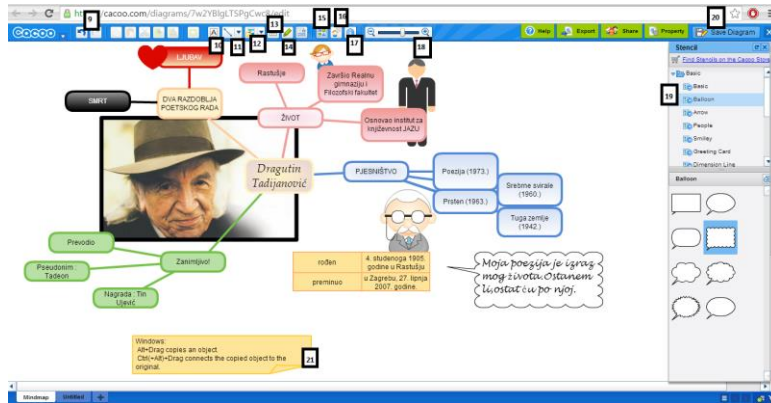 9
cacoo.com/diagrams/7w2YBlgLTSPgCwcB/edit
20
13
15
16
Cacoo
10
11
12
14
17
18
Help
Export
Share
Property
Save Diagram
Stencil
Find Stencils on the Cacoo Store
Basic
19
Basic
Balloon
Arrow
People
Smiley
Greeting Card
Dimension Line
Balloon
LJUBAV
SMRT
DVA RAZDOBLJA
POETSKOG RADA
Rastušje
Završio Realnu
gimnaziju i
Filozofski fakultet
ŽIVOT
Osnovao institut za
književnost JAZU
Dragutin
Tadijanović
PJESNIŠTVO
Poezija (1973.)
Prsten (1963.)
Srebrne svirale
(1960.)
Tuga zemlje
(1942.)
Prevodio
Pseudonim :
Tadeon
Zanimljivo!
Nagrada : Tin
Ujević
rođen
4. studenoga 1905.
godine u Rastušju
preminuo
u Zagrebu, 27. lipnja
2007. godine.
Moja poezija je izraz
mog života.Ostanem
li,ostat ću po njoj.
Windows:
Alt+Drag copies an object
Ctrl(+Alt)+Drag connects the copied object to the
original.
21
Mindmap
Untitled